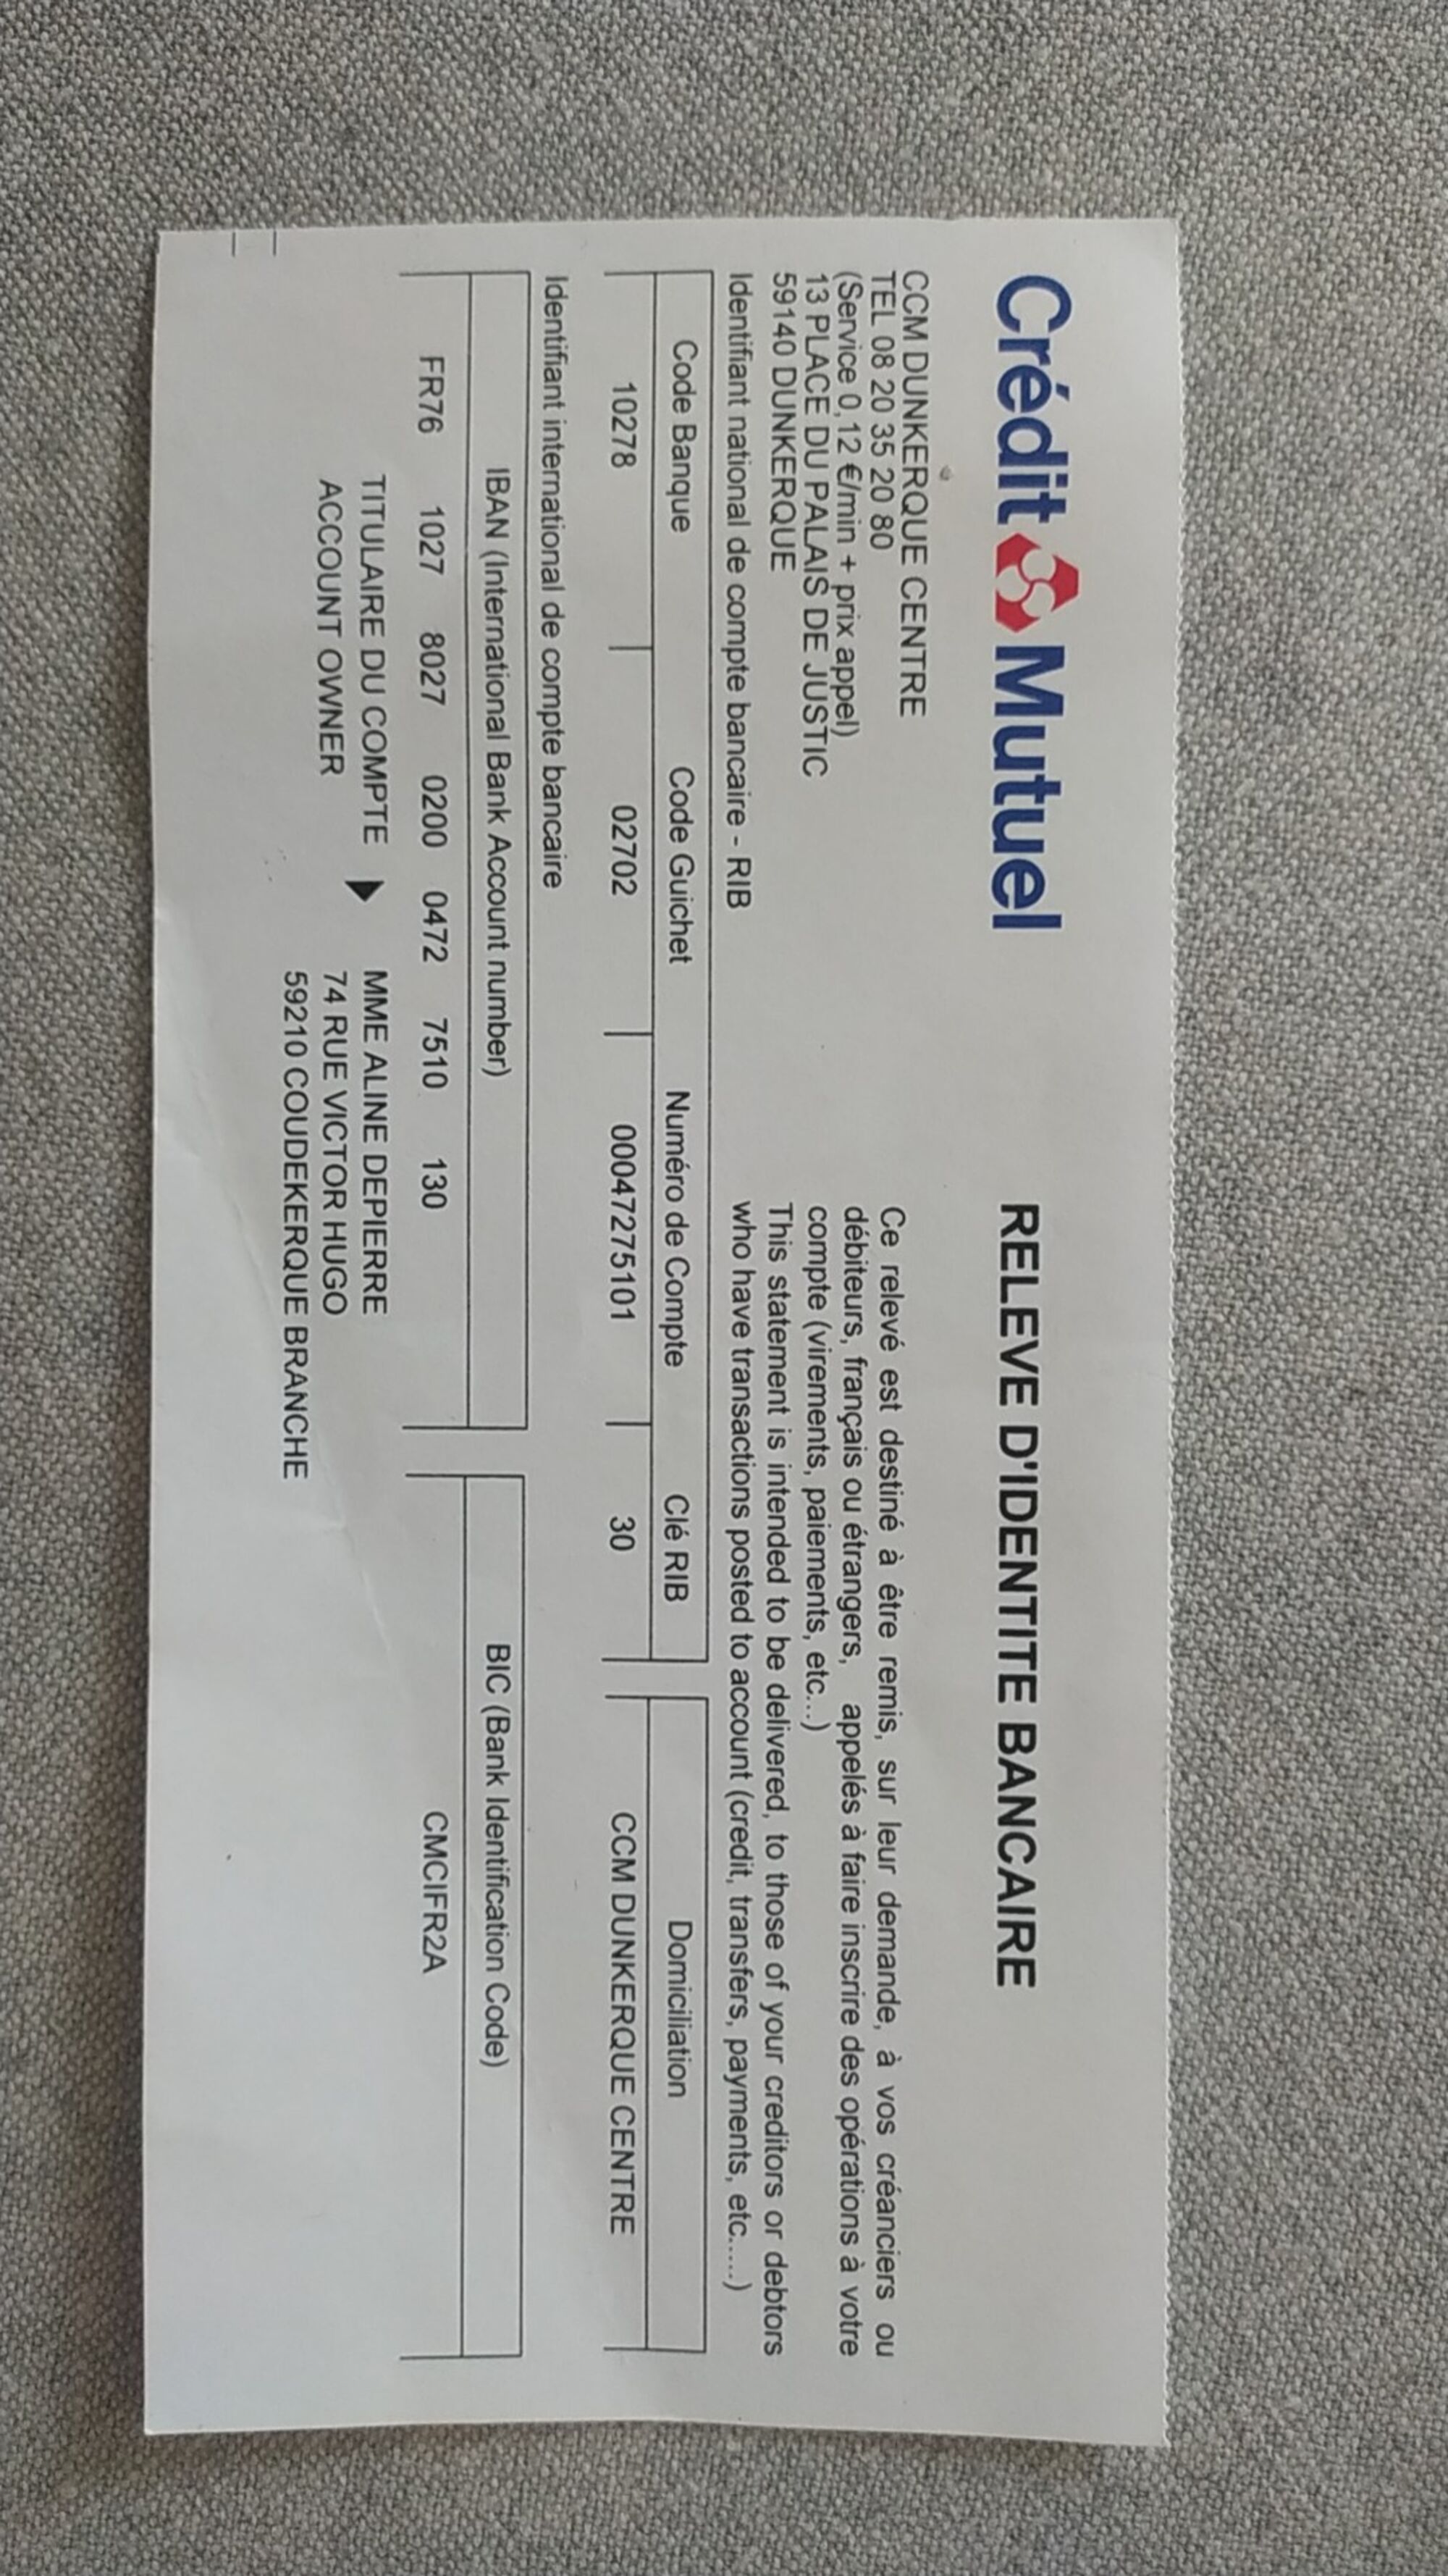 Crédit Mutuel
RELEVE D'IDENTITE BANCAIRE
CCM DUNKERQUE CENTRE
TEL 08 20 35 20 80
(Service 0,12 €/min + prix appel)
13 PLACE DU PALAIS DE JUSTIC
59140 DUNKERQUE
Ce relevé est destiné à être remis, sur leur demande, à vos créanciers ou
débiteurs, français ou étrangers, appelés à faire inscrire des opérations à votre
compte (virements, paiements, etc...)
This statement is intended to be delivered, to those of your creditors or debtors
who have transactions posted to account (credit, transfers, payments, etc.....)
Identifiant national de compte bancaire - RIB
Code Banque Code Guichet Numéro de Compte Clé RIB Domiciliation
10278 02702 00047275101 30 CCM DUNKERQUE CENTRE
Identifiant international de compte bancaire
IBAN (International Bank Account number) BIC (Bank Identification Code)
FR76 1027 8027 0200 0472 7510 130 CMCIFR2A
TITULAIRE DU COMPTE MME ALINE DEPIERRE
ACCOUNT OWNER 74 RUE VICTOR HUGO
59210 COUDEKERQUE BRANCHE